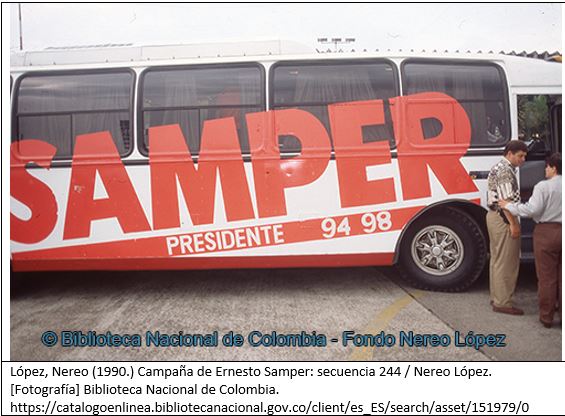 SAMPER
PRESIDENTE 94 98
© Biblioteca Nacional de Colombia - Fondo Nereo López
López, Nereo (1990.) Campaña de Ernesto Samper: secuencia 244 / Nereo López.
[Fotografía] Biblioteca Nacional de Colombia.
https://catalogoenlinea.bibliotecanacional.gov.co/client/es_ES/search/asset/151979/0